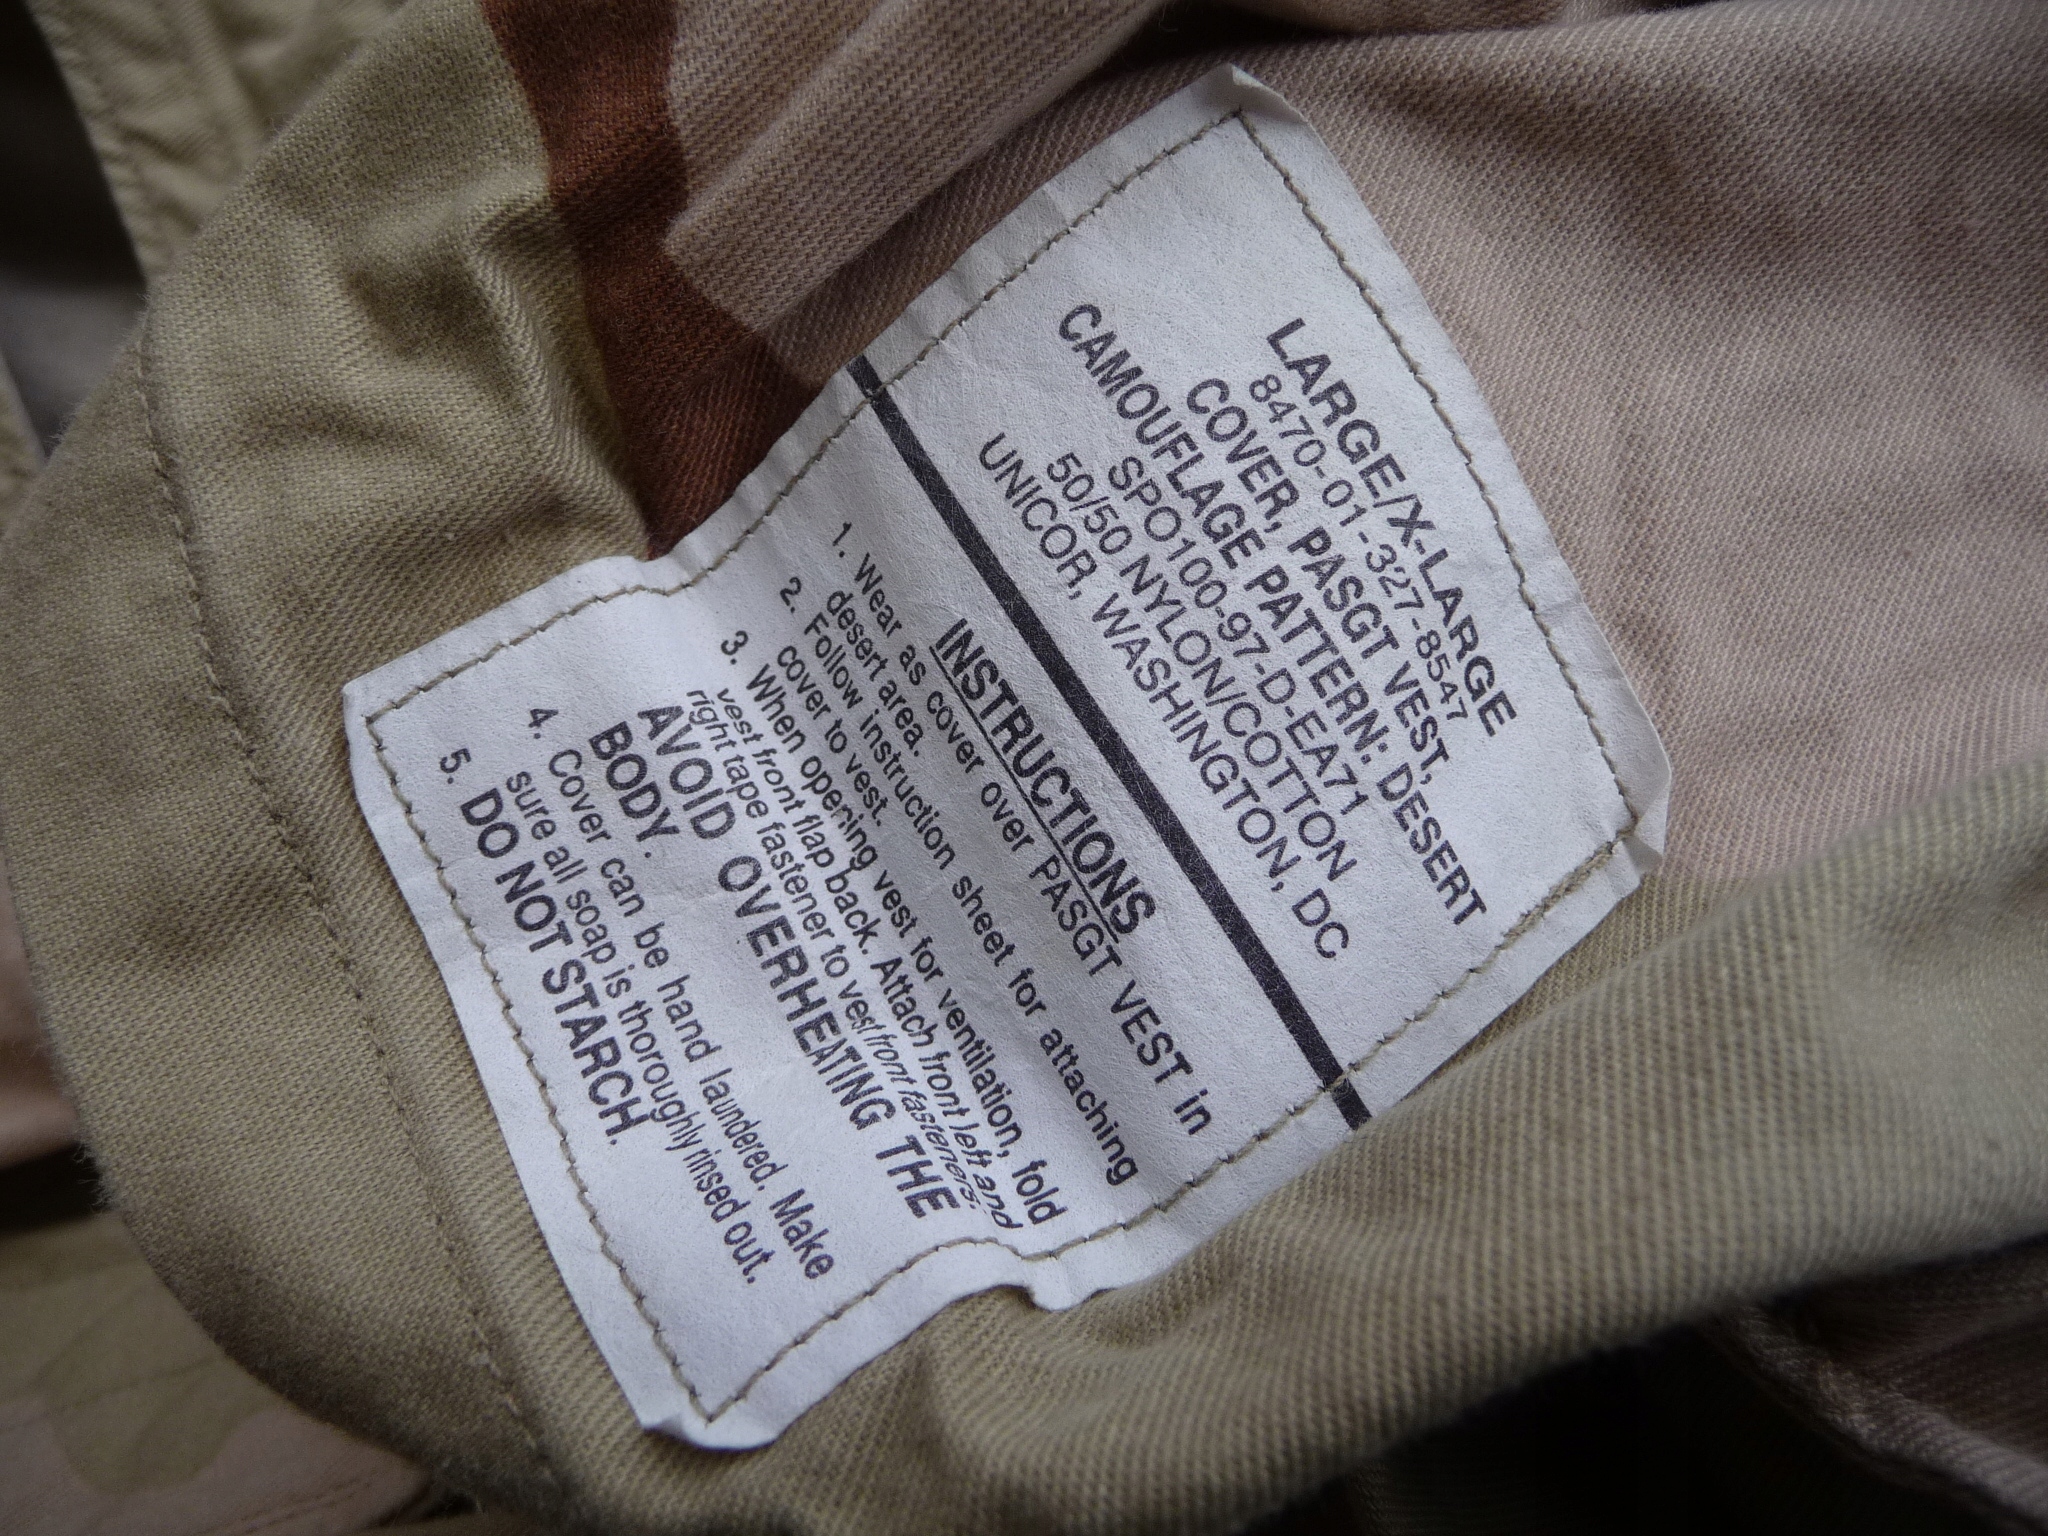 LARGE/X-LARGE
8470-01-327-8547
COVER, PASGT VEST,
CAMOUFLAGE PATTERN: DESERT
SPO100-97-D-EA71
50/50 NYLON/COTTON
UNICOR, WASHINGTON, DC
INSTRUCTIONS
1. Wear as cover over PASGT VEST in
desert area.
2. Follow instruction sheet for attaching
cover to vest.
3. When opening vest for ventilation, fold
vest front flap back. Attach front left and
right tape fastener to vest front fasteners.
AVOID OVERHEATING THE
BODY.
4. Cover can be hand laundered. Make
sure all soap is thoroughly rinsed out.
5. DO NOT STARCH.